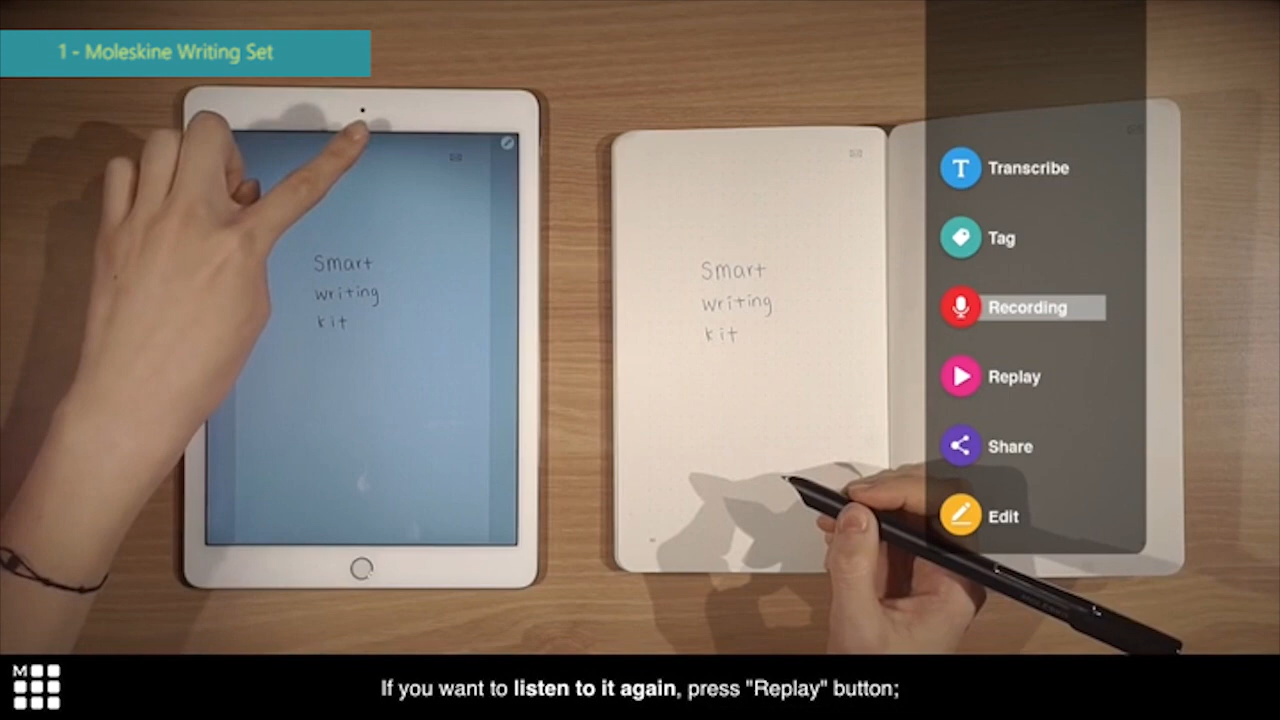 1 - Moleskine Writing Set
Smart
writing
kit
Smart
writing
kit
Transcribe
Tag
Recording
Replay
Share
Edit
M
If you want to listen to it again, press "Replay" button;